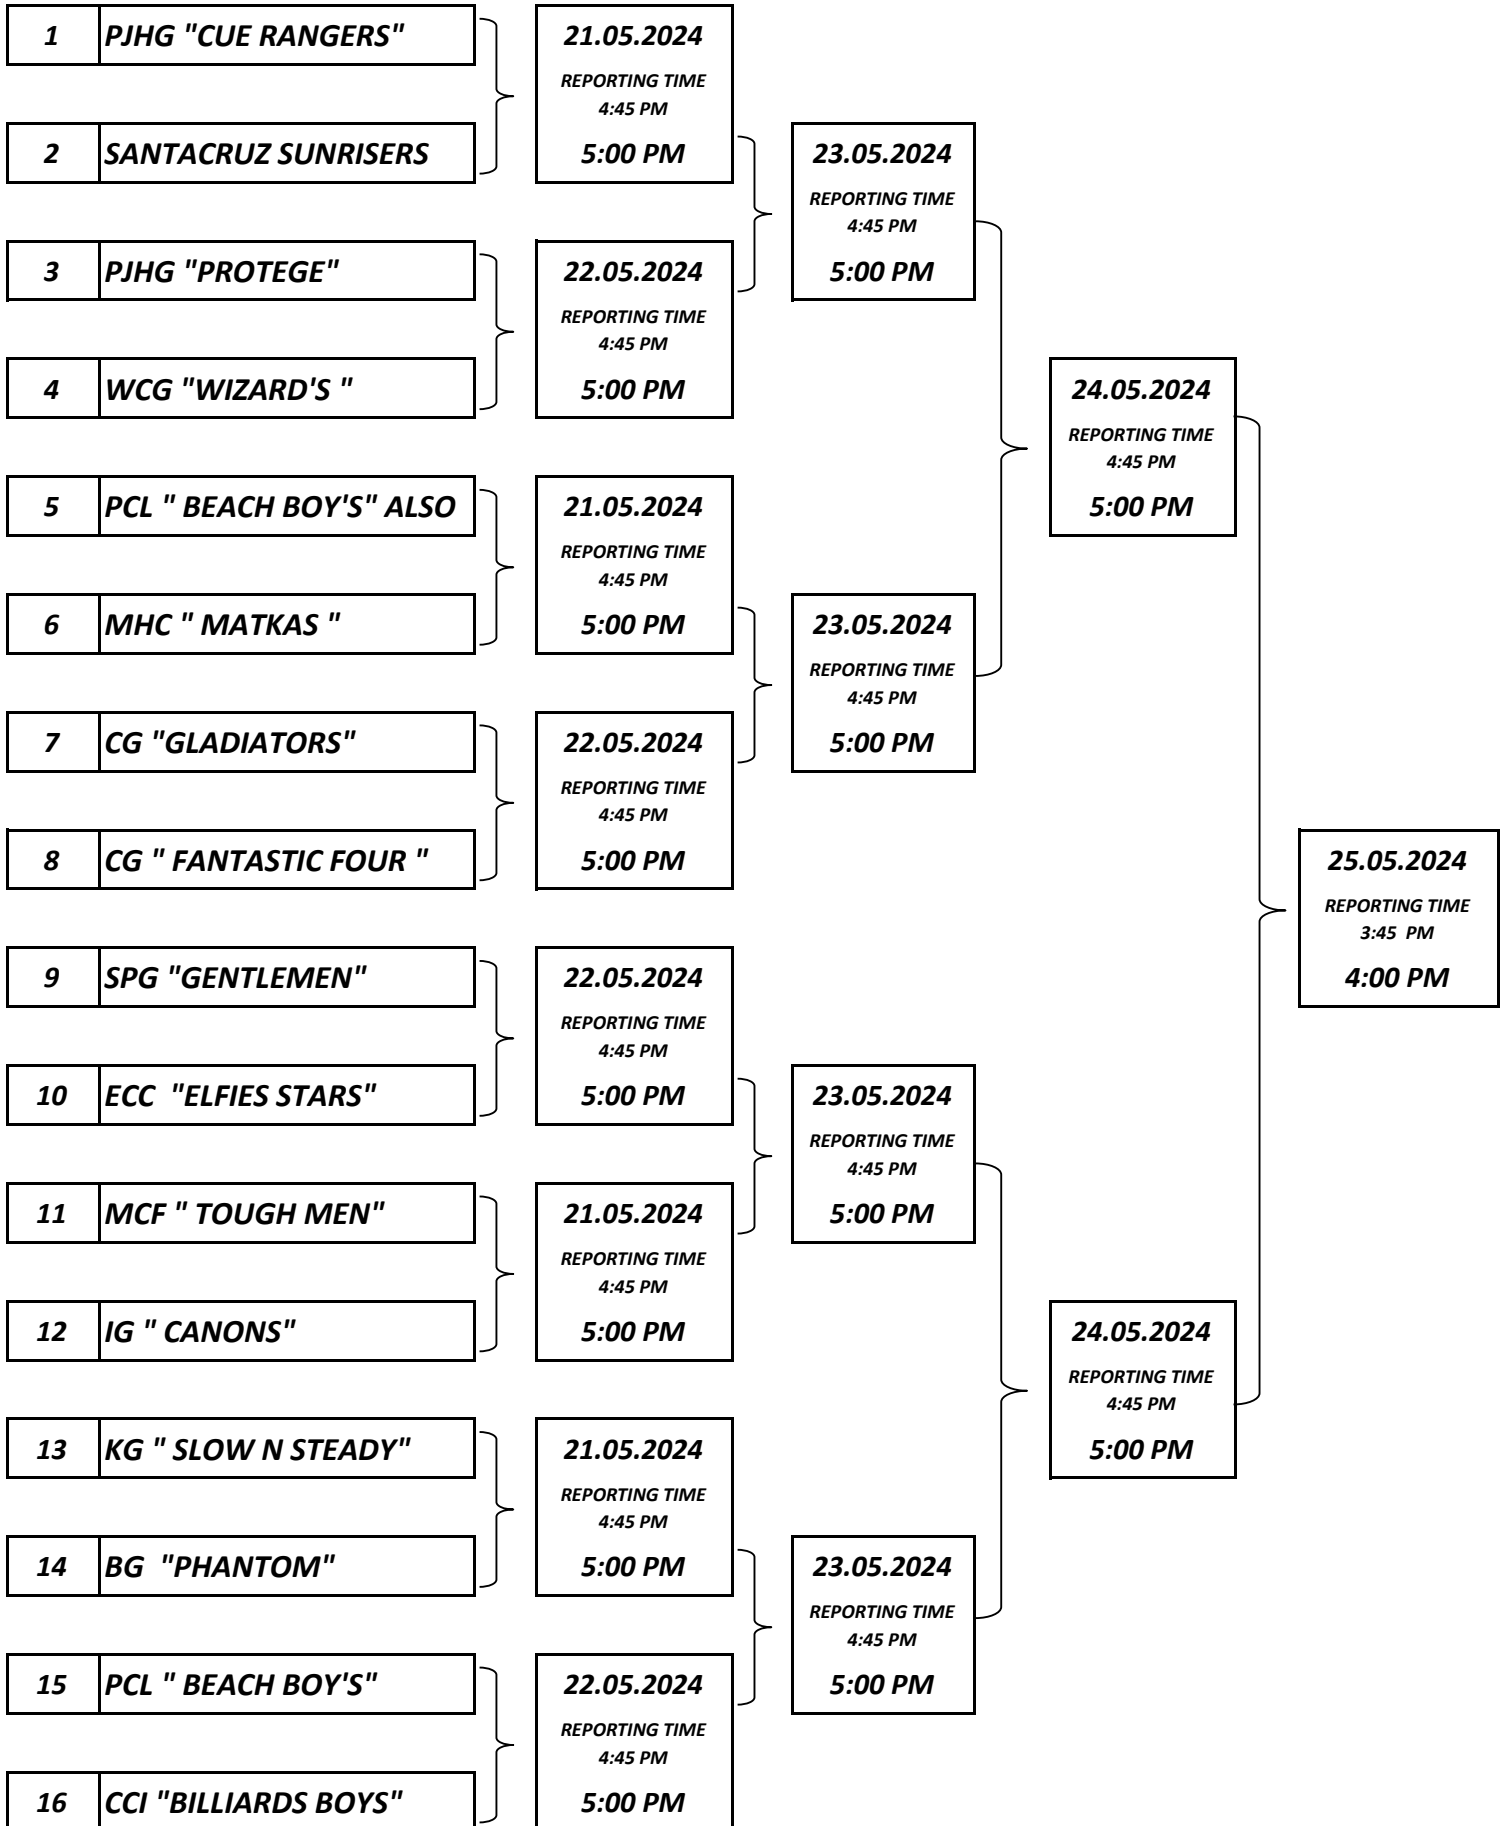 1 PJHG "CUE RANGERS"
21.05.2024
REPORTING TIME
4:45 PM
2 SANTACRUZ SUNRISERS
5:00 PM
23.05.2024
REPORTING TIME
4:45 PM
3 PJHG "PROTEGE"
22.05.2024
5:00 PM
REPORTING TIME
4:45 PM
4 WCG "WIZARD'S "
5:00 PM
24.05.2024
REPORTING TIME
4:45 PM
5 PCL " BEACH BOY'S" ALSO
21.05.2024
5:00 PM
REPORTING TIME
4:45 PM
6 MHC " MATKAS "
5:00 PM
23.05.2024
REPORTING TIME
4:45 PM
7 CG "GLADIATORS"
22.05.2024
5:00 PM
REPORTING TIME
4:45 PM
8 CG " FANTASTIC FOUR "
5:00 PM
25.05.2024
REPORTING TIME
3:45  PM
9 SPG "GENTLEMEN"
22.05.2024
4:00 PM
REPORTING TIME
4:45 PM
10 ECC  "ELFIES STARS"
5:00 PM
23.05.2024
REPORTING TIME
4:45 PM
11 MCF " TOUGH MEN"
21.05.2024
5:00 PM
REPORTING TIME
4:45 PM
12 IG " CANONS"
5:00 PM
24.05.2024
REPORTING TIME
4:45 PM
13 KG " SLOW N STEADY"
21.05.2024
5:00 PM
REPORTING TIME
4:45 PM
14 BG  "PHANTOM"
5:00 PM
23.05.2024
REPORTING TIME
4:45 PM
15 PCL " BEACH BOY'S"
22.05.2024
5:00 PM
REPORTING TIME
4:45 PM
16 CCI "BILLIARDS BOYS"
5:00 PM